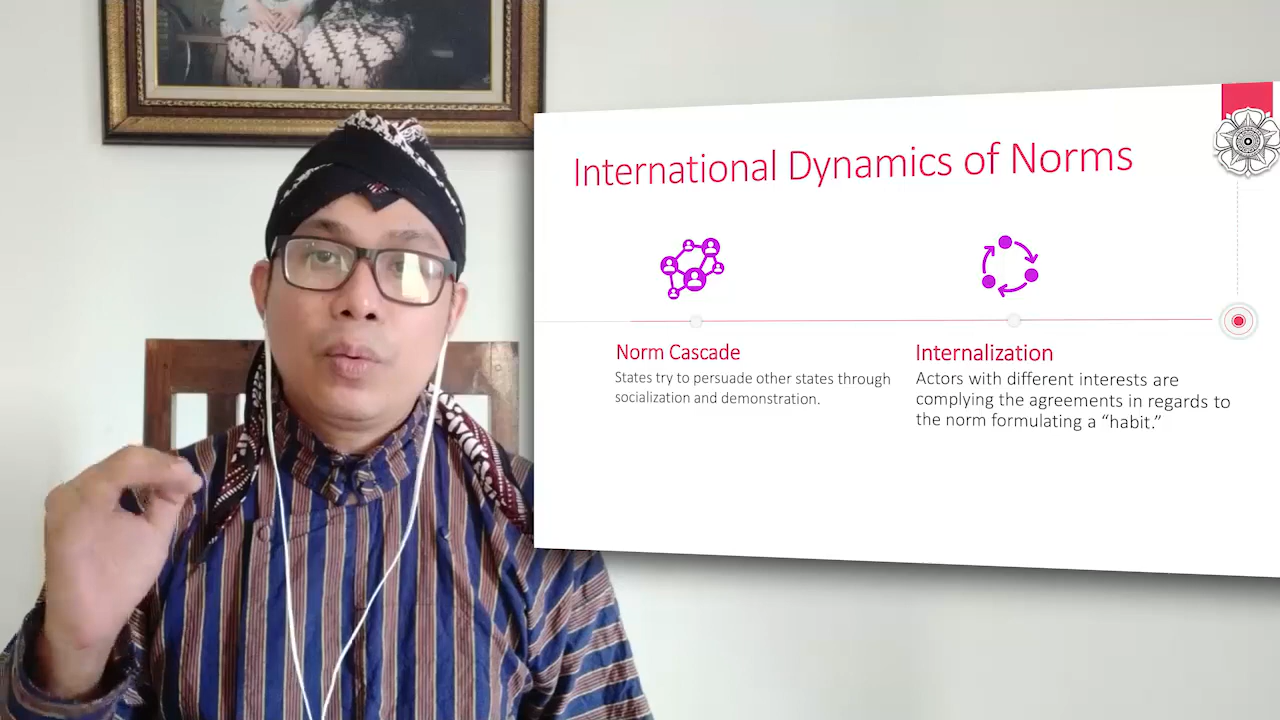 International Dynamics of Norms
Norm Cascade
States try to persuade other states through
socialization and demonstration.
Internalization
Actors with different interests are
complying the agreements in regards to
the norm formulating a “habit.”